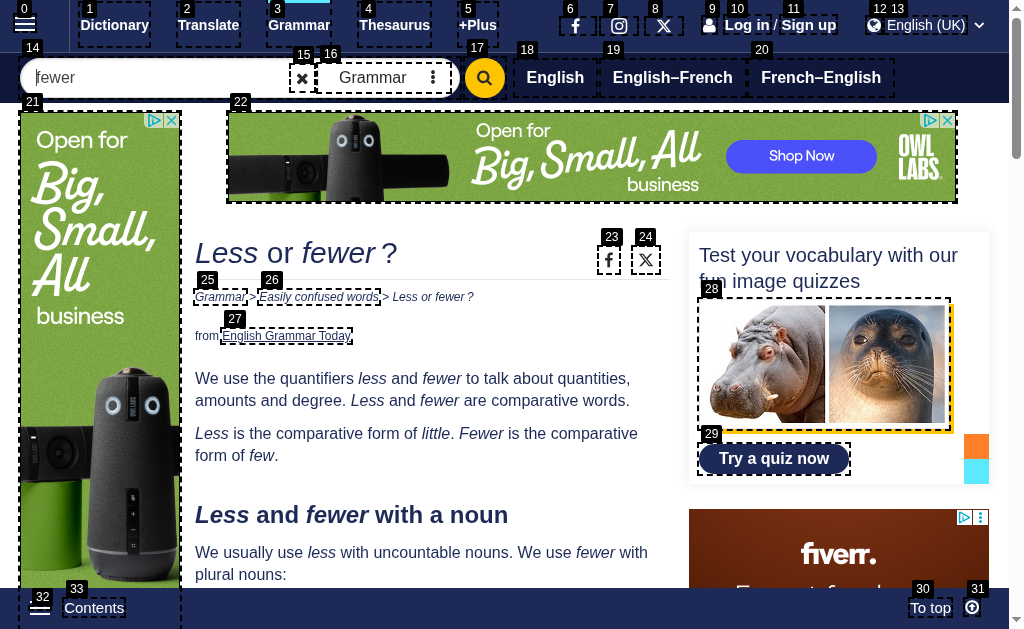 0 1 2 3 4 5 6 7 8 9 10 11 12 13
Dictionary Translate Grammar Thesaurus +Plus Log in / Sign up English (UK)
14 15 16 17 18 19 20
fewer Grammar English English–French French–English
21 22
Open for
Big,
Small,
All
business
Open for
Big, Small, All
business
Shop Now
OWL
LABS
23 24
Less or fewer ?
25 26
Grammar > Easily confused words > Less or fewer ?
27
from English Grammar Today
We use the quantifiers less and fewer to talk about quantities,
amounts and degree. Less and fewer are comparative words.
Less is the comparative form of little. Fewer is the comparative
form of few.
Less and fewer with a noun
We usually use less with uncountable nouns. We use fewer with
plural nouns:
Test your vocabulary with our
fun image quizzes
28
29
Try a quiz now
fiverr.
32 33 30 31
Contents To top